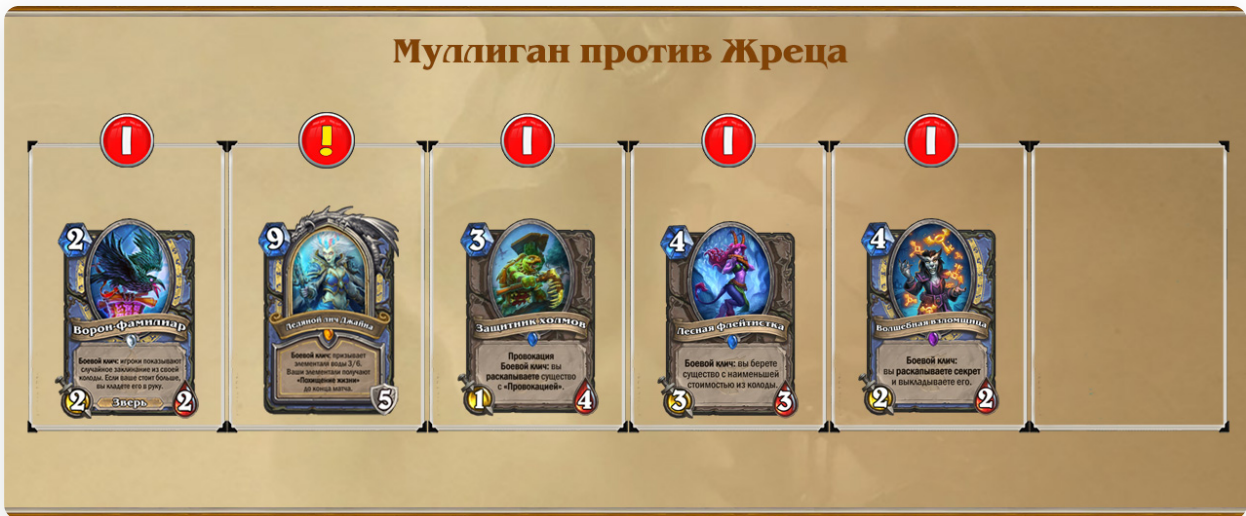 Муллиган против Жреца
!
2
Ворон-фамилиар
Боевой клич: игроки показывают
случайное заклинание из своей
колоды. Если ваше стоит больше,
вы кладете его в руку.
Зверь
2
2
9
Ледяной лич Джайна
Боевой клич: призывает
элементаля воды 3/6.
Ваши элементали получают
«Похищение жизни»
до конца матча.
5
3
Защитник холмов
Провокация
Боевой клич: вы
раскапываете существо
с «Провокацией».
1
4
4
Лесная флейтистка
Боевой клич: вы берете
существо с наименьшей
стоимостью из колоды.
3
3
4
Волшебная взломщица
Боевой клич:
вы раскапываете секрет
и выкладываете его.
2
2